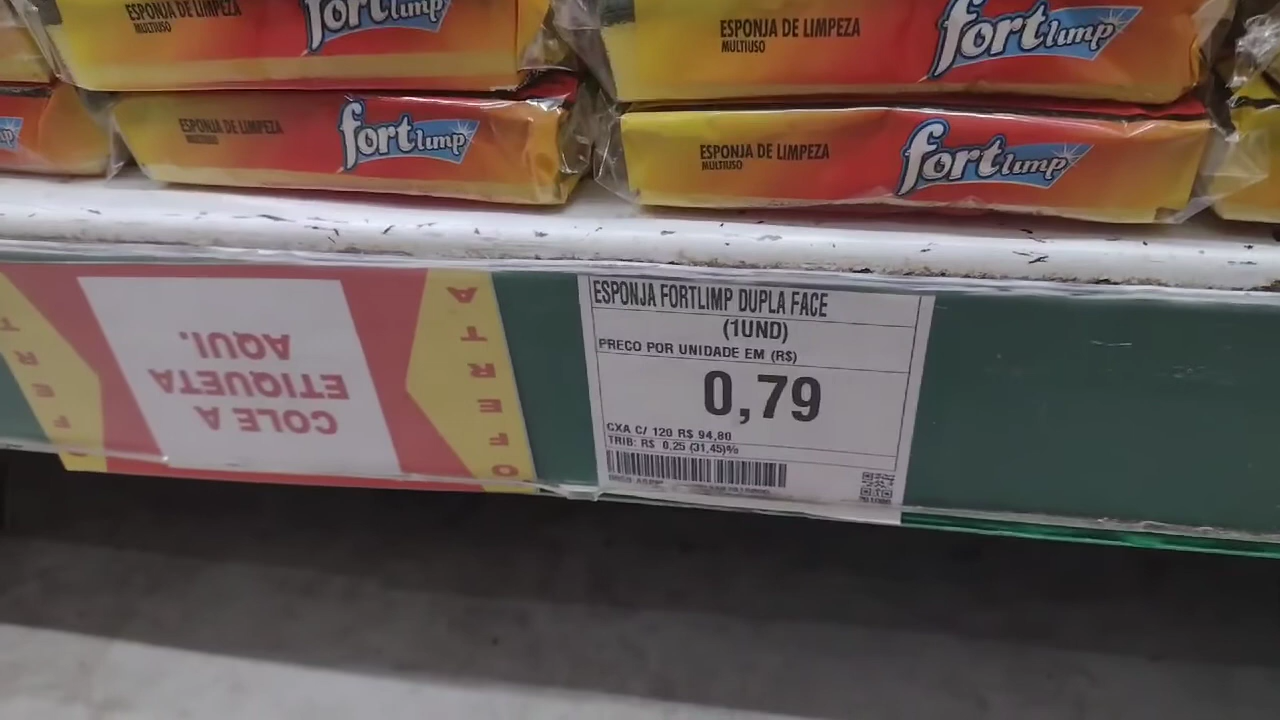 ESPONJA DE LIMPEZA
MULTIUSO
fortlimp
ESPONJA DE LIMPEZA
MULTIUSO
fortlimp
ESPONJA DE LIMPEZA
MULTIUSO
fortlimp
ESPONJA DE LIMPEZA
MULTIUSO
fortlimp
COLE A
ETIQUETA
AQUI.
OFERTA
ESPONJA FORTLIMP DUPLA FACE
(1UND)
PREÇO POR UNIDADE EM (R$)
0,79
CXA C/ 120 R$ 94,80
TRIB: R$ 0,25 (31,45)%